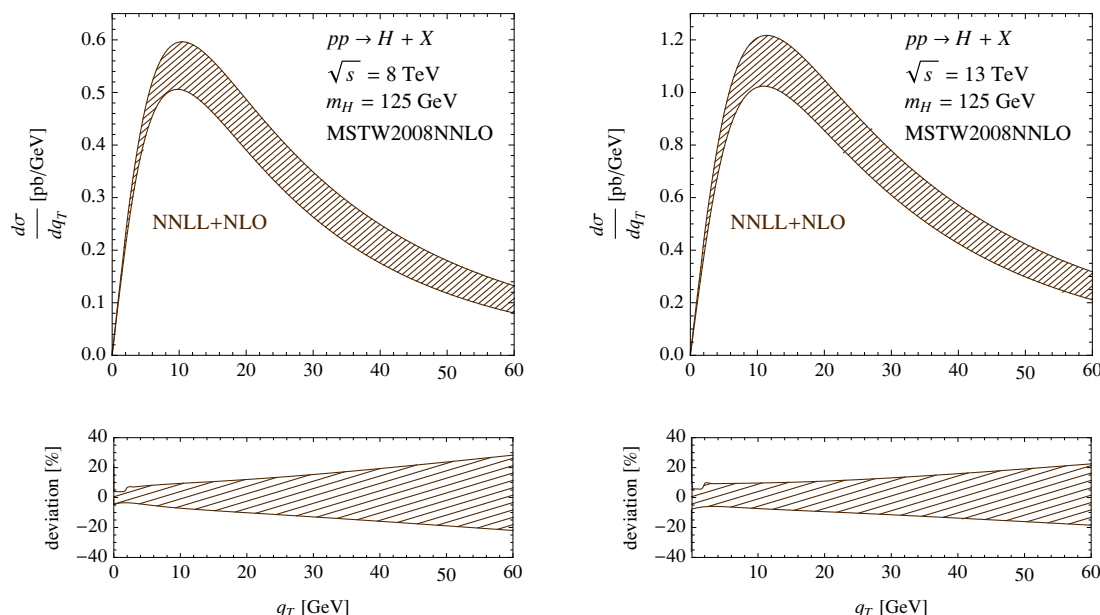 pp → H + X
√s = 8 TeV
m_H = 125 GeV
MSTW2008NNLO
NNLL+NLO
dσ/dq_T [pb/GeV]
0.6
0.5
0.4
0.3
0.2
0.1
0.0
0 10 20 30 40 50 60
pp → H + X
√s = 13 TeV
m_H = 125 GeV
MSTW2008NNLO
NNLL+NLO
dσ/dq_T [pb/GeV]
1.2
1.0
0.8
0.6
0.4
0.2
0.0
0 10 20 30 40 50 60
deviation [%]
40
20
0
−20
−40
0 10 20 30 40 50 60
q_T [GeV]
deviation [%]
40
20
0
−20
−40
0 10 20 30 40 50 60
q_T [GeV]